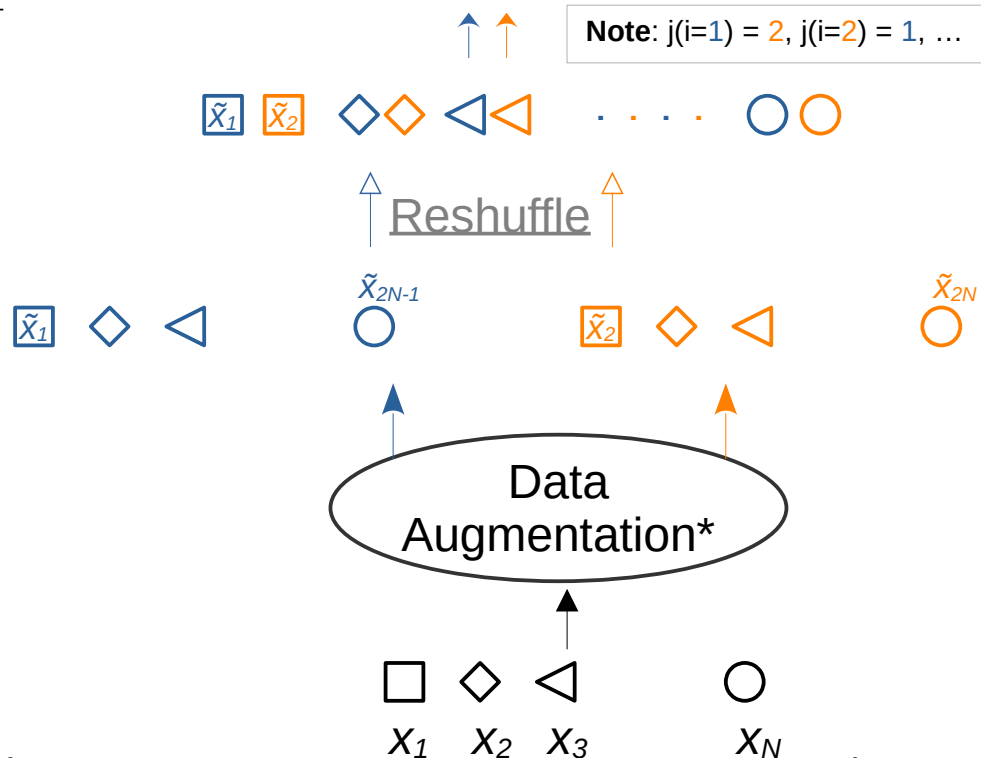 Note: j(i=1) = 2, j(i=2) = 1, …
x̃1 x̃2 . . . .
Reshuffle
x̃2N-1 x̃2N
x̃1 x̃2
Data
Augmentation*
x1 x2 x3 xN